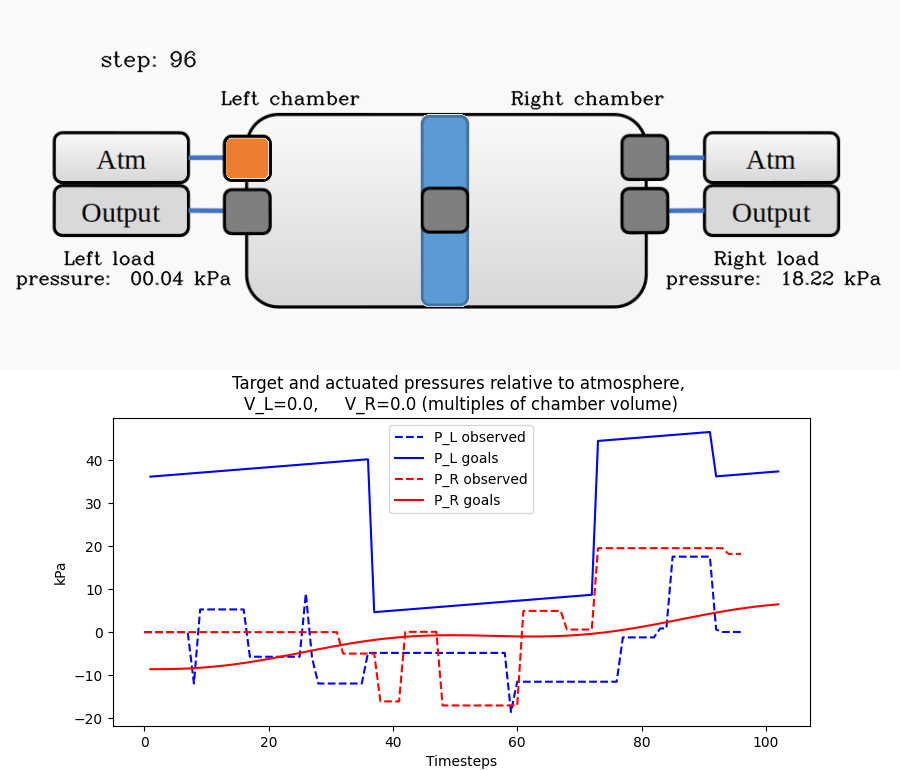 step: 96
Left chamber
Right chamber
Atm
Atm
Output
Output
Left load
pressure: 00.04 kPa
Right load
pressure: 18.22 kPa
Target and actuated pressures relative to atmosphere,
V_L=0.0, V_R=0.0 (multiples of chamber volume)
P_L observed
P_L goals
P_R observed
P_R goals
40
30
20
10
0
−10
−20
kPa
0 20 40 60 80 100
Timesteps